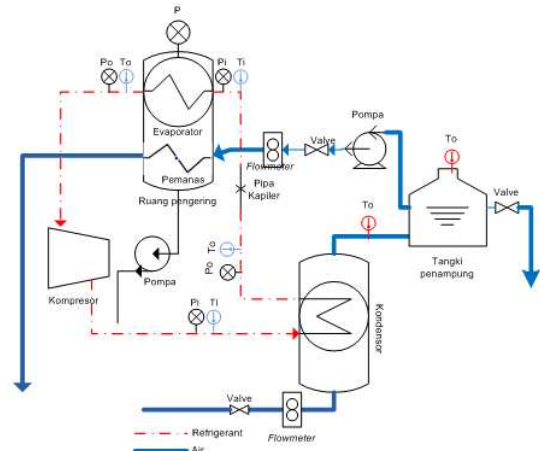 P
Po To
Pi Ti
Evaporator
Pompa
Valve
Flowmeter
To
Valve
Pemanas
Ruang pengering
Pipa
Kapiler
To
Tangki
penampung
To
Po
Pompa
Kompresor
Pi Ti
Kondensor
Valve
Flowmeter
Refrigerant
Air